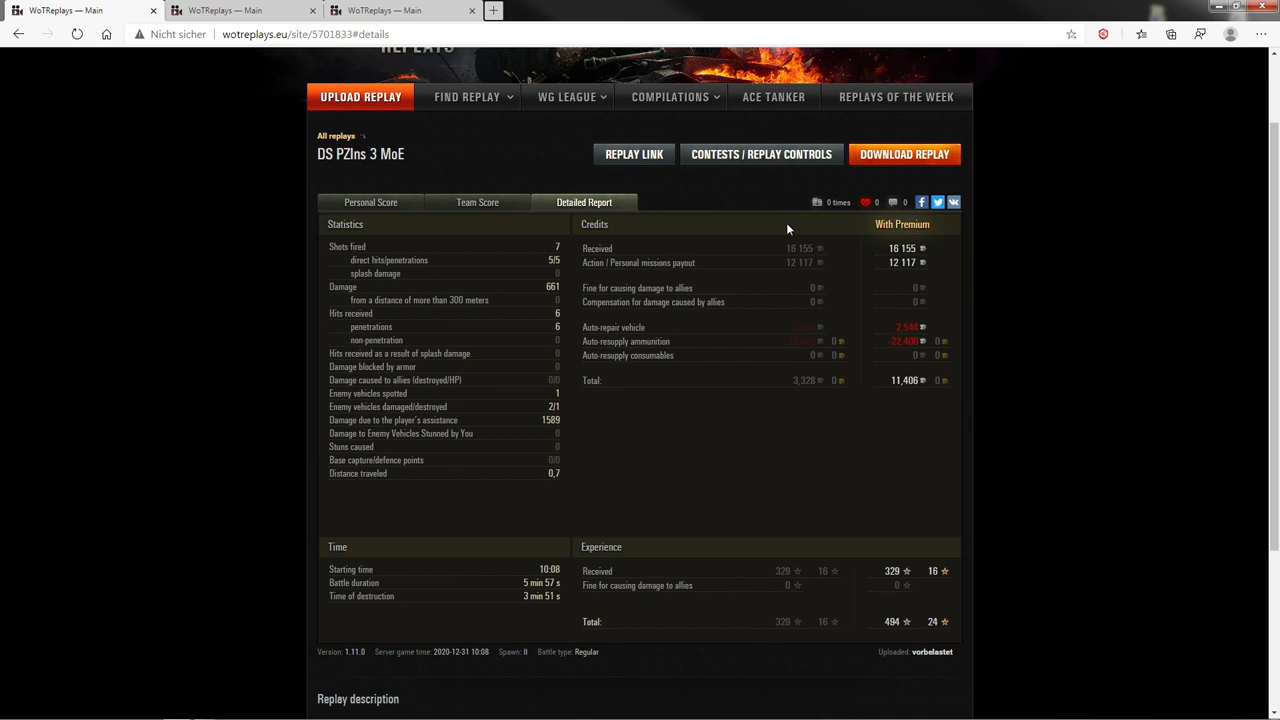 WoTReplays — Main
WoTReplays — Main
WoTReplays — Main
Nicht sicher
wotreplays.eu/site/5701833#details
REPLAYS
UPLOAD REPLAY
FIND REPLAY
WG LEAGUE
COMPILATIONS
ACE TANKER
REPLAYS OF THE WEEK
All replays
DS PZlns 3 MoE
REPLAY LINK
CONTESTS / REPLAY CONTROLS
DOWNLOAD REPLAY
Personal Score
Team Score
Detailed Report
0 times
0
0
Statistics
Shots fired 7
direct hits/penetrations 5/5
splash damage 0
Damage 661
from a distance of more than 300 meters 0
Hits received 6
penetrations 6
non-penetration 0
Hits received as a result of splash damage 0
Damage blocked by armor 0
Damage caused to allies (destroyed/HP) 0/0
Enemy vehicles spotted 1
Enemy vehicles damaged/destroyed 2/1
Damage due to the player's assistance 1589
Damage to Enemy Vehicles Stunned by You 0
Stuns caused 0
Base capture/defence points 0/0
Distance traveled 0,7
Credits With Premium
Received 16 155 16 155
Action / Personal missions payout 12 117 12 117
Fine for causing damage to allies 0 0
Compensation for damage caused by allies 0 0
Auto-repair vehicle -2,544
Auto-resupply ammunition 0 -22,400 0
Auto-resupply consumables 0 0 0 0
Total: 3,328 0 11,406 0
Time
Starting time 10:08
Battle duration 5 min 57 s
Time of destruction 3 min 51 s
Experience
Received 329 16 329 16
Fine for causing damage to allies 0 0
Total: 329 16 494 24
Version: 1.11.0 Server game time: 2020-12-31 10:08 Spawn: II Battle type: Regular
Uploaded: vorbelastet
Replay description